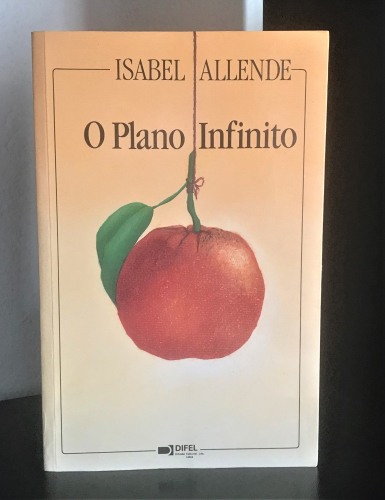 ISABEL ALLENDE
O Plano Infinito
DIFEL